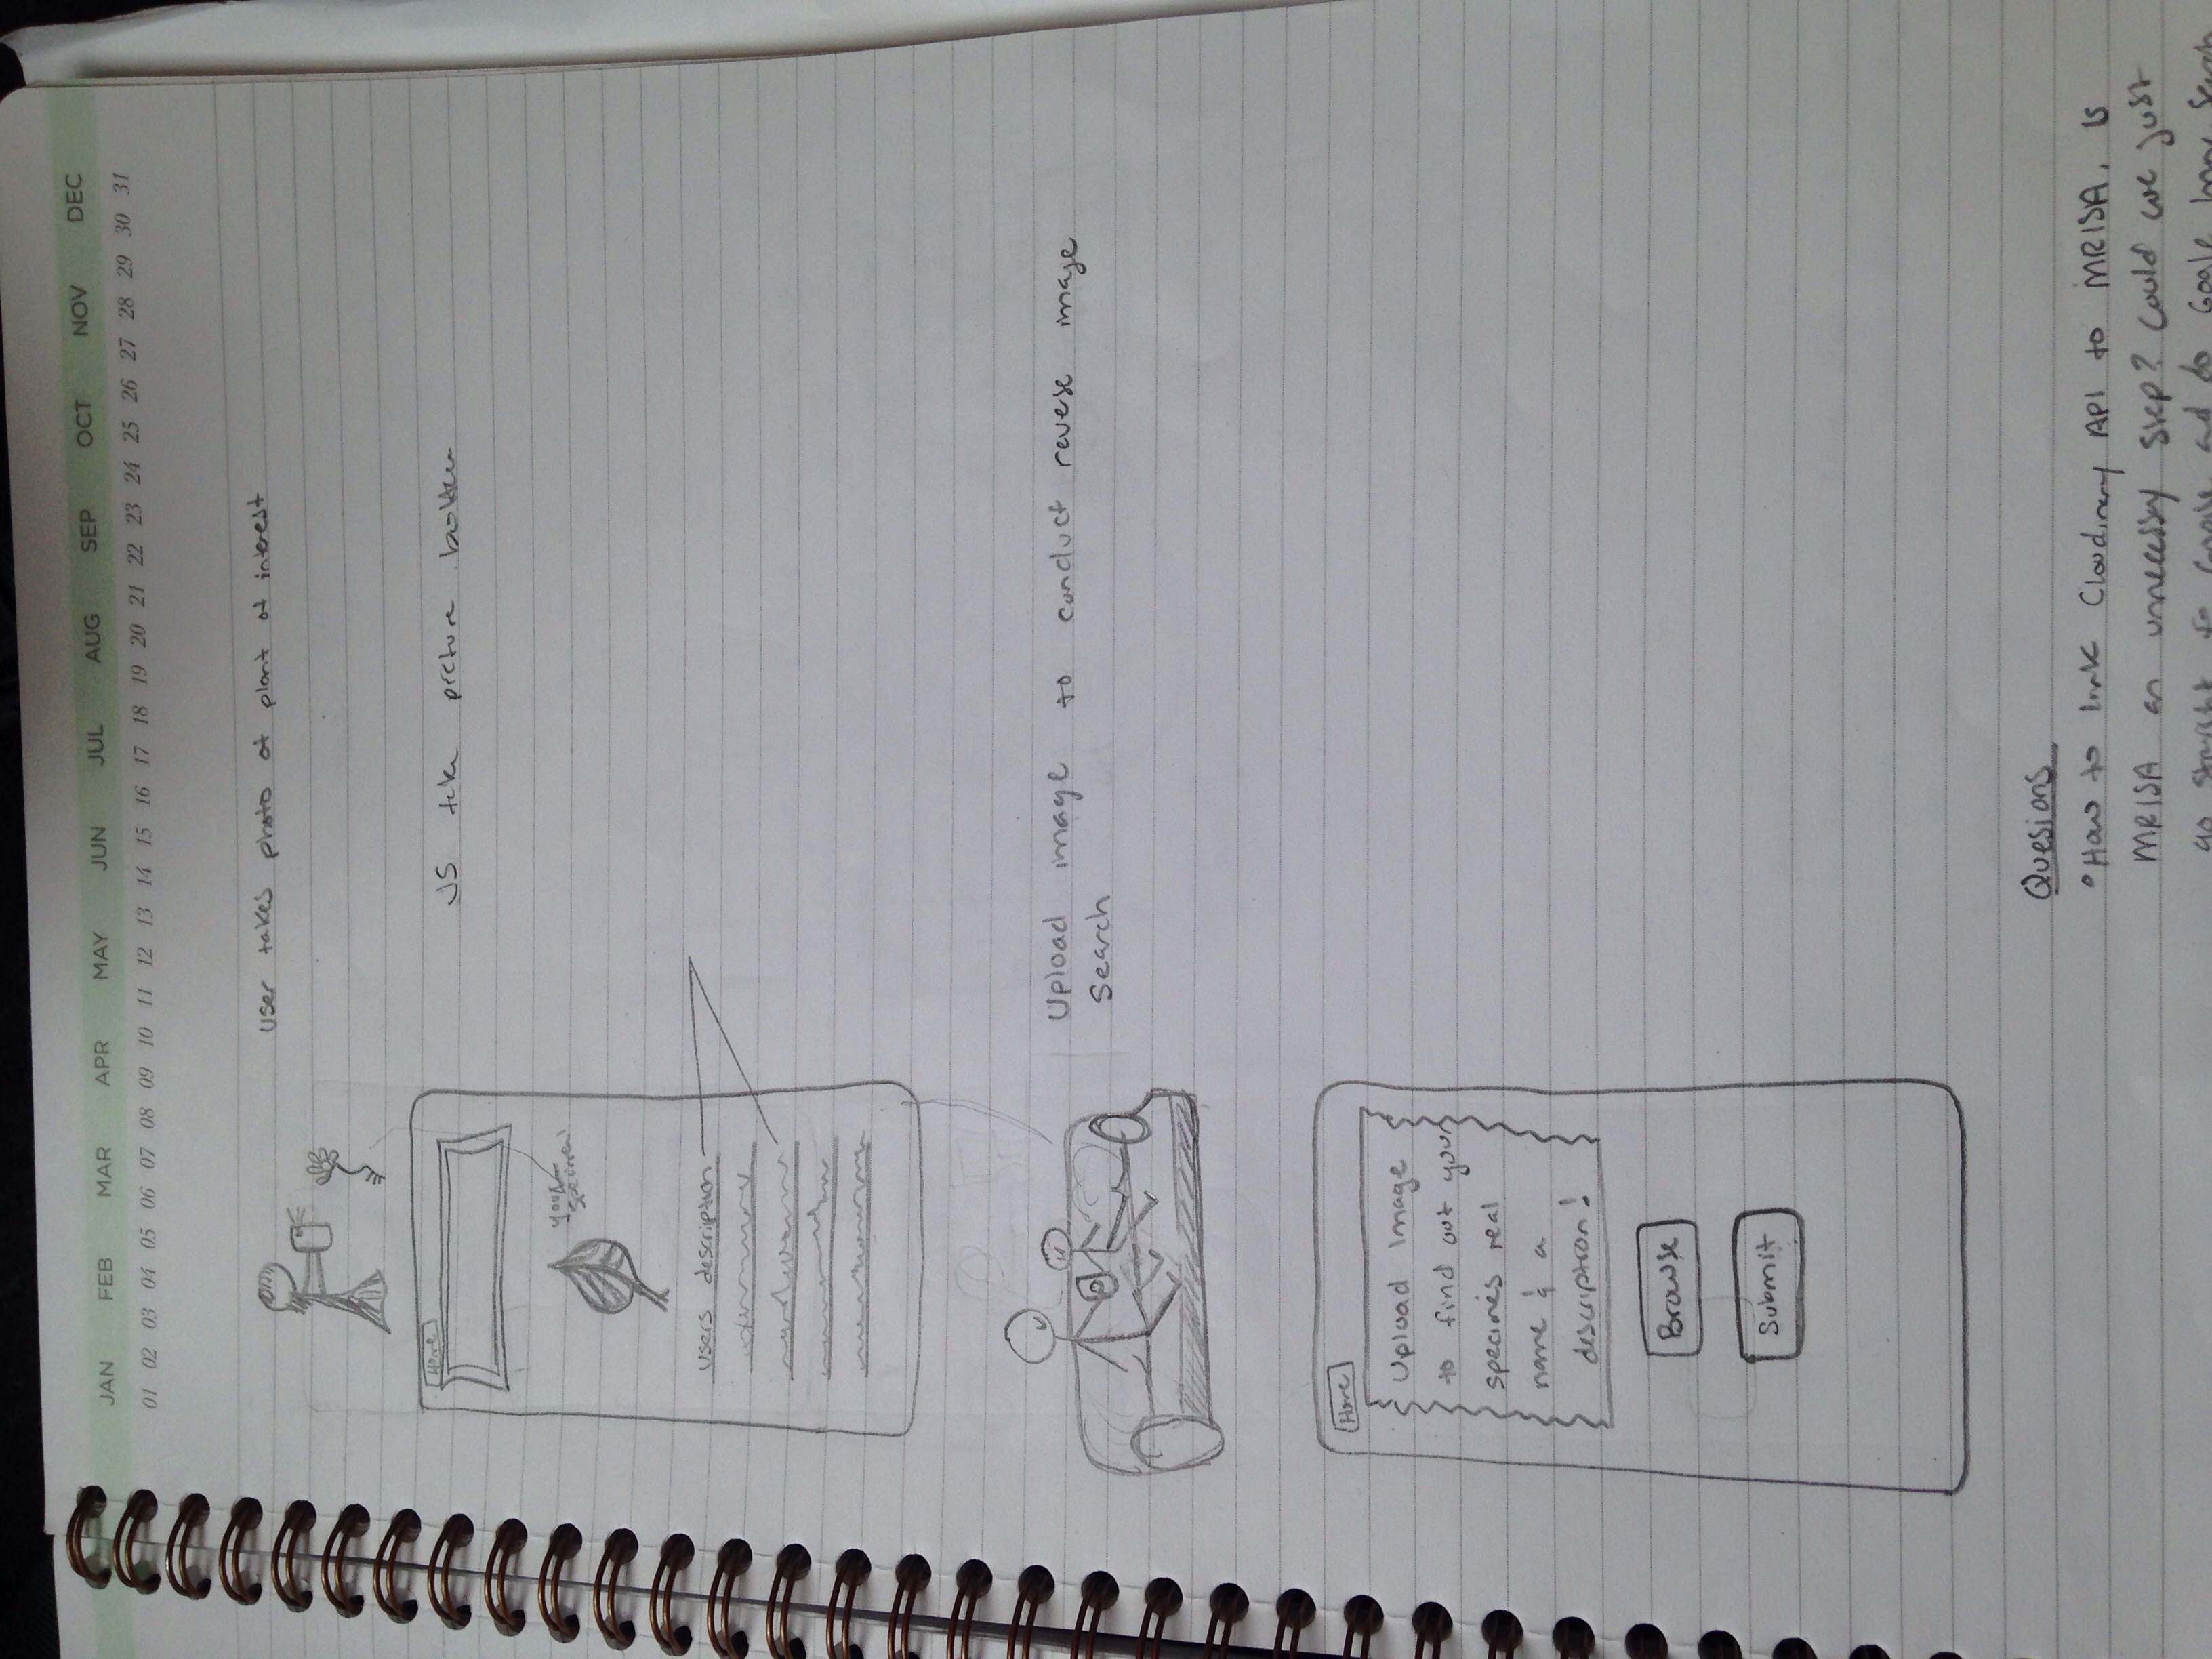 JAN FEB MAR APR MAY JUN JUL AUG SEP OCT NOV DEC
01 02 03 04 05 06 07 08 09 10 11 12 13 14 15 16 17 18 19 20 21 22 23 24 25 26 27 28 29 30 31
User takes photo of plant of interest
Home
JS take picture button
your
specimen
users description
Upload image to conduct reverse image
Search
Home
Upload Image
to find out your
specimes real
name & a
description!
Browse
Submit
Quesions
• How to link Cloudinary API to MRISA. Is
MRISA an unnecessary step? Could we just
go straight to Google and do Google Image Search